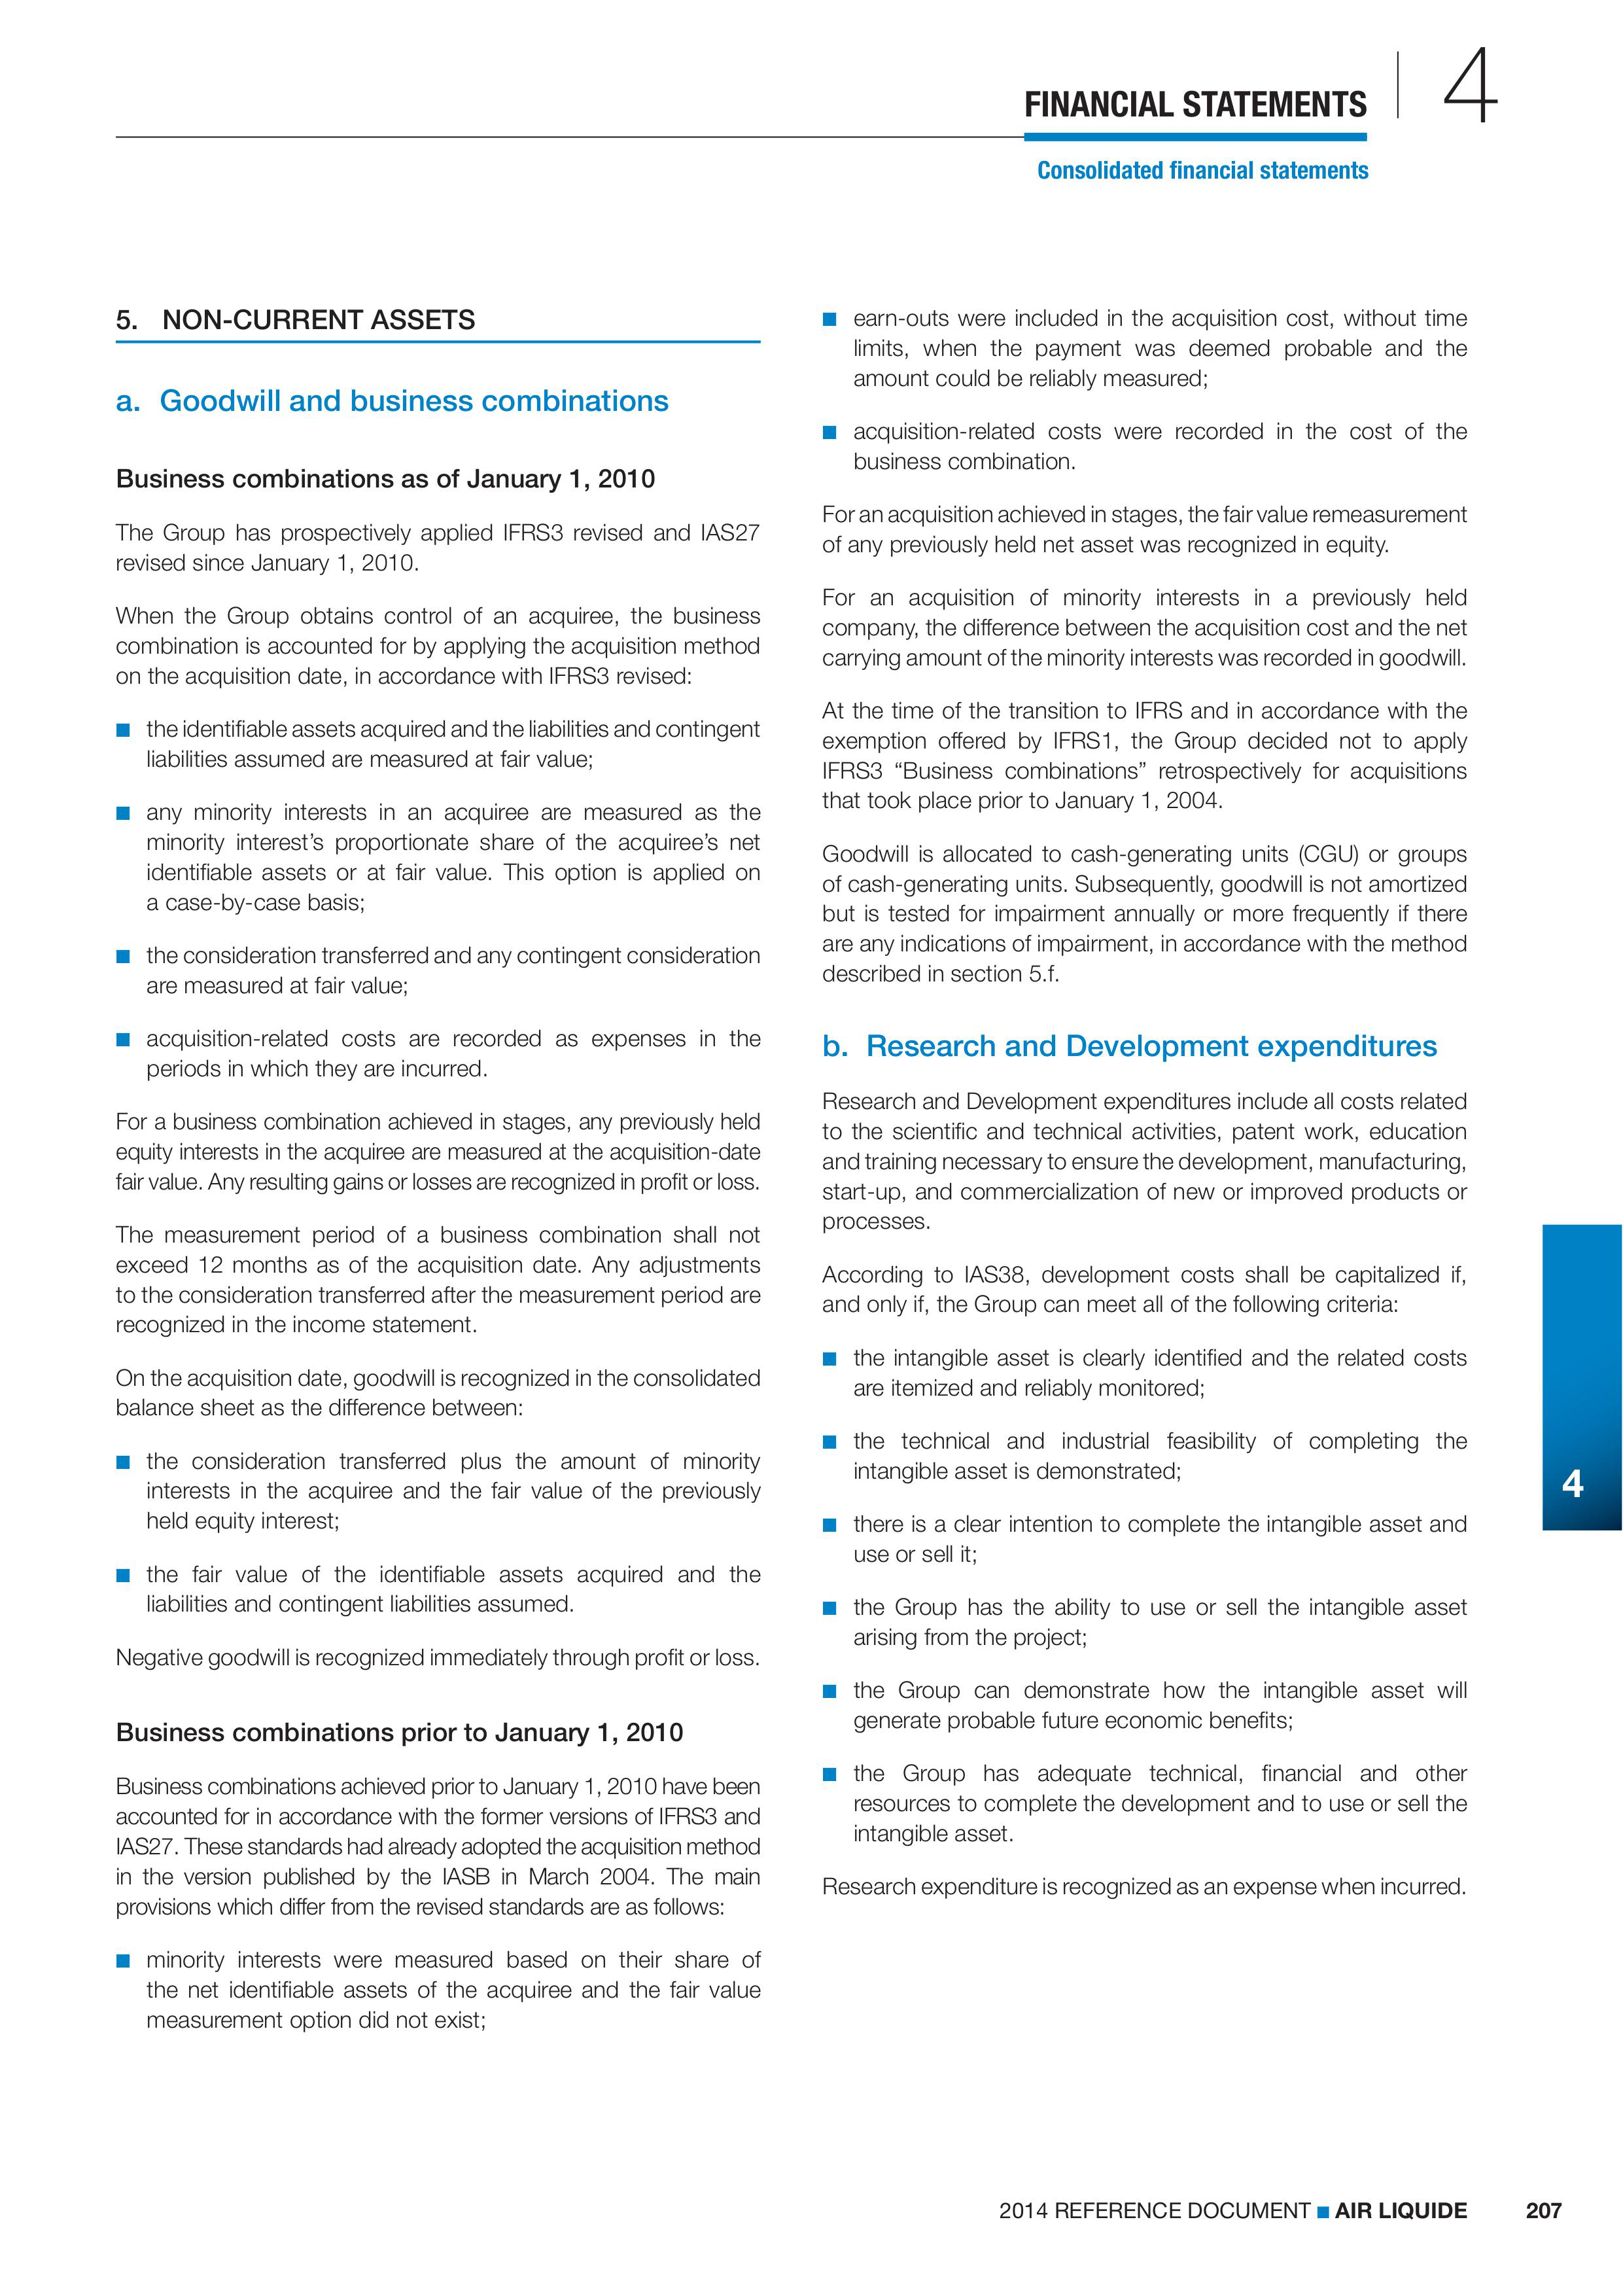 FINANCIAL STATEMENTS
4
Consolidated financial statements
5. NON-CURRENT ASSETS
a. Goodwill and business combinations
Business combinations as of January 1, 2010
The Group has prospectively applied IFRS3 revised and IAS27
revised since January 1, 2010.
When the Group obtains control of an acquiree, the business
combination is accounted for by applying the acquisition method
on the acquisition date, in accordance with IFRS3 revised:
■ the identifiable assets acquired and the liabilities and contingent
liabilities assumed are measured at fair value;
■ any minority interests in an acquiree are measured as the
minority interest’s proportionate share of the acquiree’s net
identifiable assets or at fair value. This option is applied on
a case-by-case basis;
■ the consideration transferred and any contingent consideration
are measured at fair value;
■ acquisition-related costs are recorded as expenses in the
periods in which they are incurred.
For a business combination achieved in stages, any previously held
equity interests in the acquiree are measured at the acquisition-date
fair value. Any resulting gains or losses are recognized in profit or loss.
The measurement period of a business combination shall not
exceed 12 months as of the acquisition date. Any adjustments
to the consideration transferred after the measurement period are
recognized in the income statement.
On the acquisition date, goodwill is recognized in the consolidated
balance sheet as the difference between:
■ the consideration transferred plus the amount of minority
interests in the acquiree and the fair value of the previously
held equity interest;
■ the fair value of the identifiable assets acquired and the
liabilities and contingent liabilities assumed.
Negative goodwill is recognized immediately through profit or loss.
Business combinations prior to January 1, 2010
Business combinations achieved prior to January 1, 2010 have been
accounted for in accordance with the former versions of IFRS3 and
IAS27. These standards had already adopted the acquisition method
in the version published by the IASB in March 2004. The main
provisions which differ from the revised standards are as follows:
■ minority interests were measured based on their share of
the net identifiable assets of the acquiree and the fair value
measurement option did not exist;
■ earn-outs were included in the acquisition cost, without time
limits, when the payment was deemed probable and the
amount could be reliably measured;
■ acquisition-related costs were recorded in the cost of the
business combination.
For an acquisition achieved in stages, the fair value remeasurement
of any previously held net asset was recognized in equity.
For an acquisition of minority interests in a previously held
company, the difference between the acquisition cost and the net
carrying amount of the minority interests was recorded in goodwill.
At the time of the transition to IFRS and in accordance with the
exemption offered by IFRS1, the Group decided not to apply
IFRS3 “Business combinations” retrospectively for acquisitions
that took place prior to January 1, 2004.
Goodwill is allocated to cash-generating units (CGU) or groups
of cash-generating units. Subsequently, goodwill is not amortized
but is tested for impairment annually or more frequently if there
are any indications of impairment, in accordance with the method
described in section 5.f.
b. Research and Development expenditures
Research and Development expenditures include all costs related
to the scientific and technical activities, patent work, education
and training necessary to ensure the development, manufacturing,
start-up, and commercialization of new or improved products or
processes.
According to IAS38, development costs shall be capitalized if,
and only if, the Group can meet all of the following criteria:
■ the intangible asset is clearly identified and the related costs
are itemized and reliably monitored;
■ the technical and industrial feasibility of completing the
intangible asset is demonstrated;
■ there is a clear intention to complete the intangible asset and
use or sell it;
■ the Group has the ability to use or sell the intangible asset
arising from the project;
■ the Group can demonstrate how the intangible asset will
generate probable future economic benefits;
■ the Group has adequate technical, financial and other
resources to complete the development and to use or sell the
intangible asset.
Research expenditure is recognized as an expense when incurred.
4
2014 REFERENCE DOCUMENT ■ AIR LIQUIDE 207